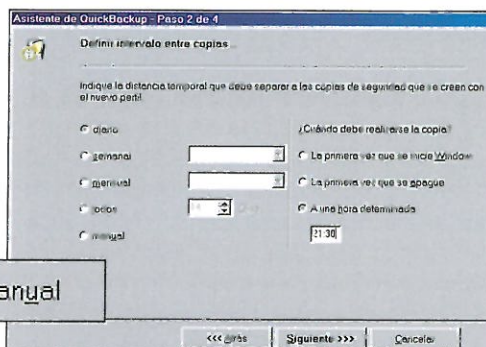 Asistente de QuickBackup - Paso 2 de 4
Definir intervalo entre copias
Indique la distancia temporal que debe separar a las copias de seguridad que se creen con
el nuevo perfil.
diario
semanal
mensual
todos
manual
¿Cuándo debe realizarse la copia?
La primera vez que se inicie Window
La primera vez que se apague
A una hora determinada
21:30
anual
<<< Atrás
Siguiente >>>
Cancelar